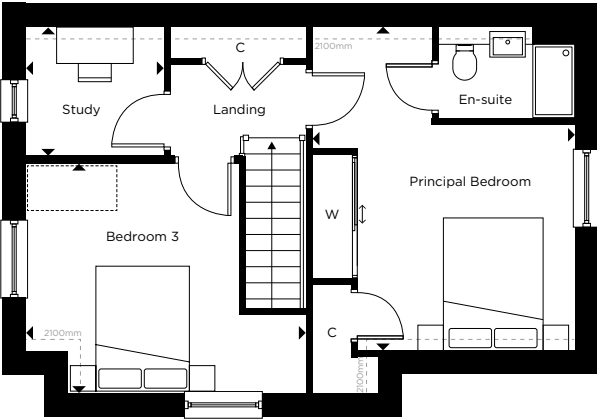 C
2100mm
Study
Landing
En-suite
Principal Bedroom
W
Bedroom 3
2100mm
C
2100mm